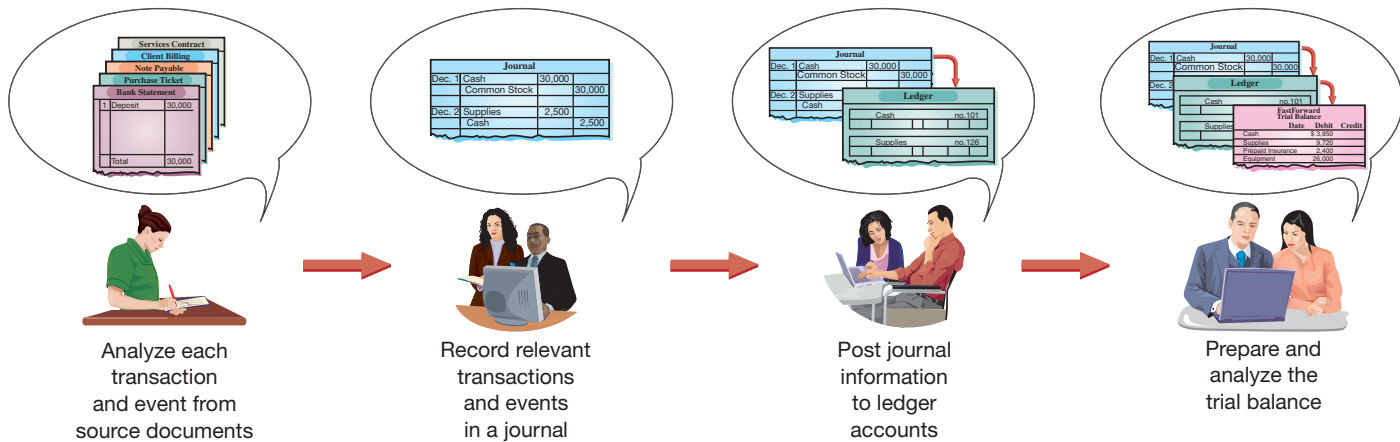 Services Contract
Client Billing
Note Payable
Purchase Ticket
Bank Statement
1 Deposit 30,000
Total 30,000
Analyze each
transaction
and event from
source documents
Journal
Dec. 1 Cash 30,000
Common Stock 30,000
Dec. 2 Supplies 2,500
Cash 2,500
Record relevant
transactions
and events
in a journal
Journal
Dec. 1 Cash 30,000
Common Stock 30,000
Dec. 2 Supplies
Cash
Ledger
Cash no.101
Supplies no.126
Post journal
information
to ledger
accounts
Journal
Dec. 1 Cash 30,000
Common Stock 30,000
Dec. 2 Supplies
Cash
Ledger
Cash no.101
Supplies
FastForward
Trial Balance
Date Debit Credit
Cash $ 3,950
Supplies 9,720
Prepaid Insurance 2,400
Equipment 26,000
Prepare and
analyze the
trial balance